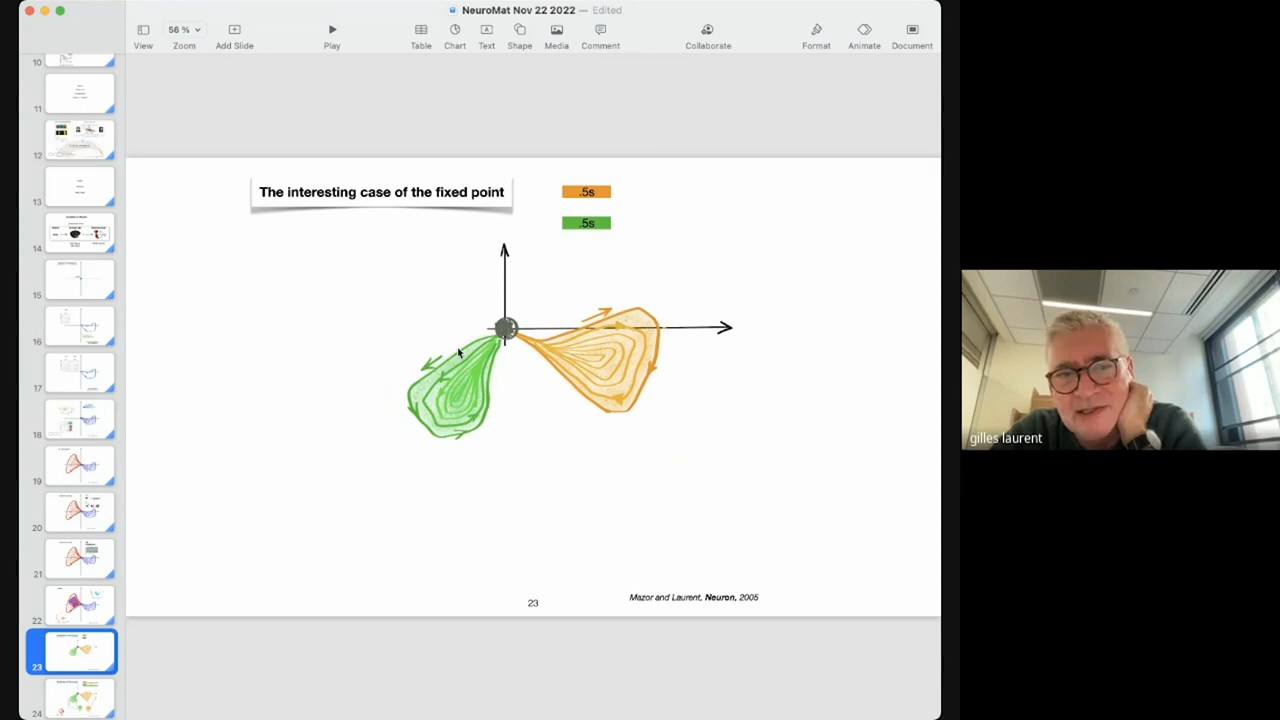 NeuroMat Nov 22 2022 — Edited
56 %
View
Zoom
Add Slide
Play
Table
Chart
Text
Shape
Media
Comment
Collaborate
Format
Animate
Document
10
11
12
13
14
15
16
17
18
19
20
21
22
23
24
The interesting case of the fixed point
.5s
.5s
23
Mazor and Laurent, Neuron, 2005
gilles laurent